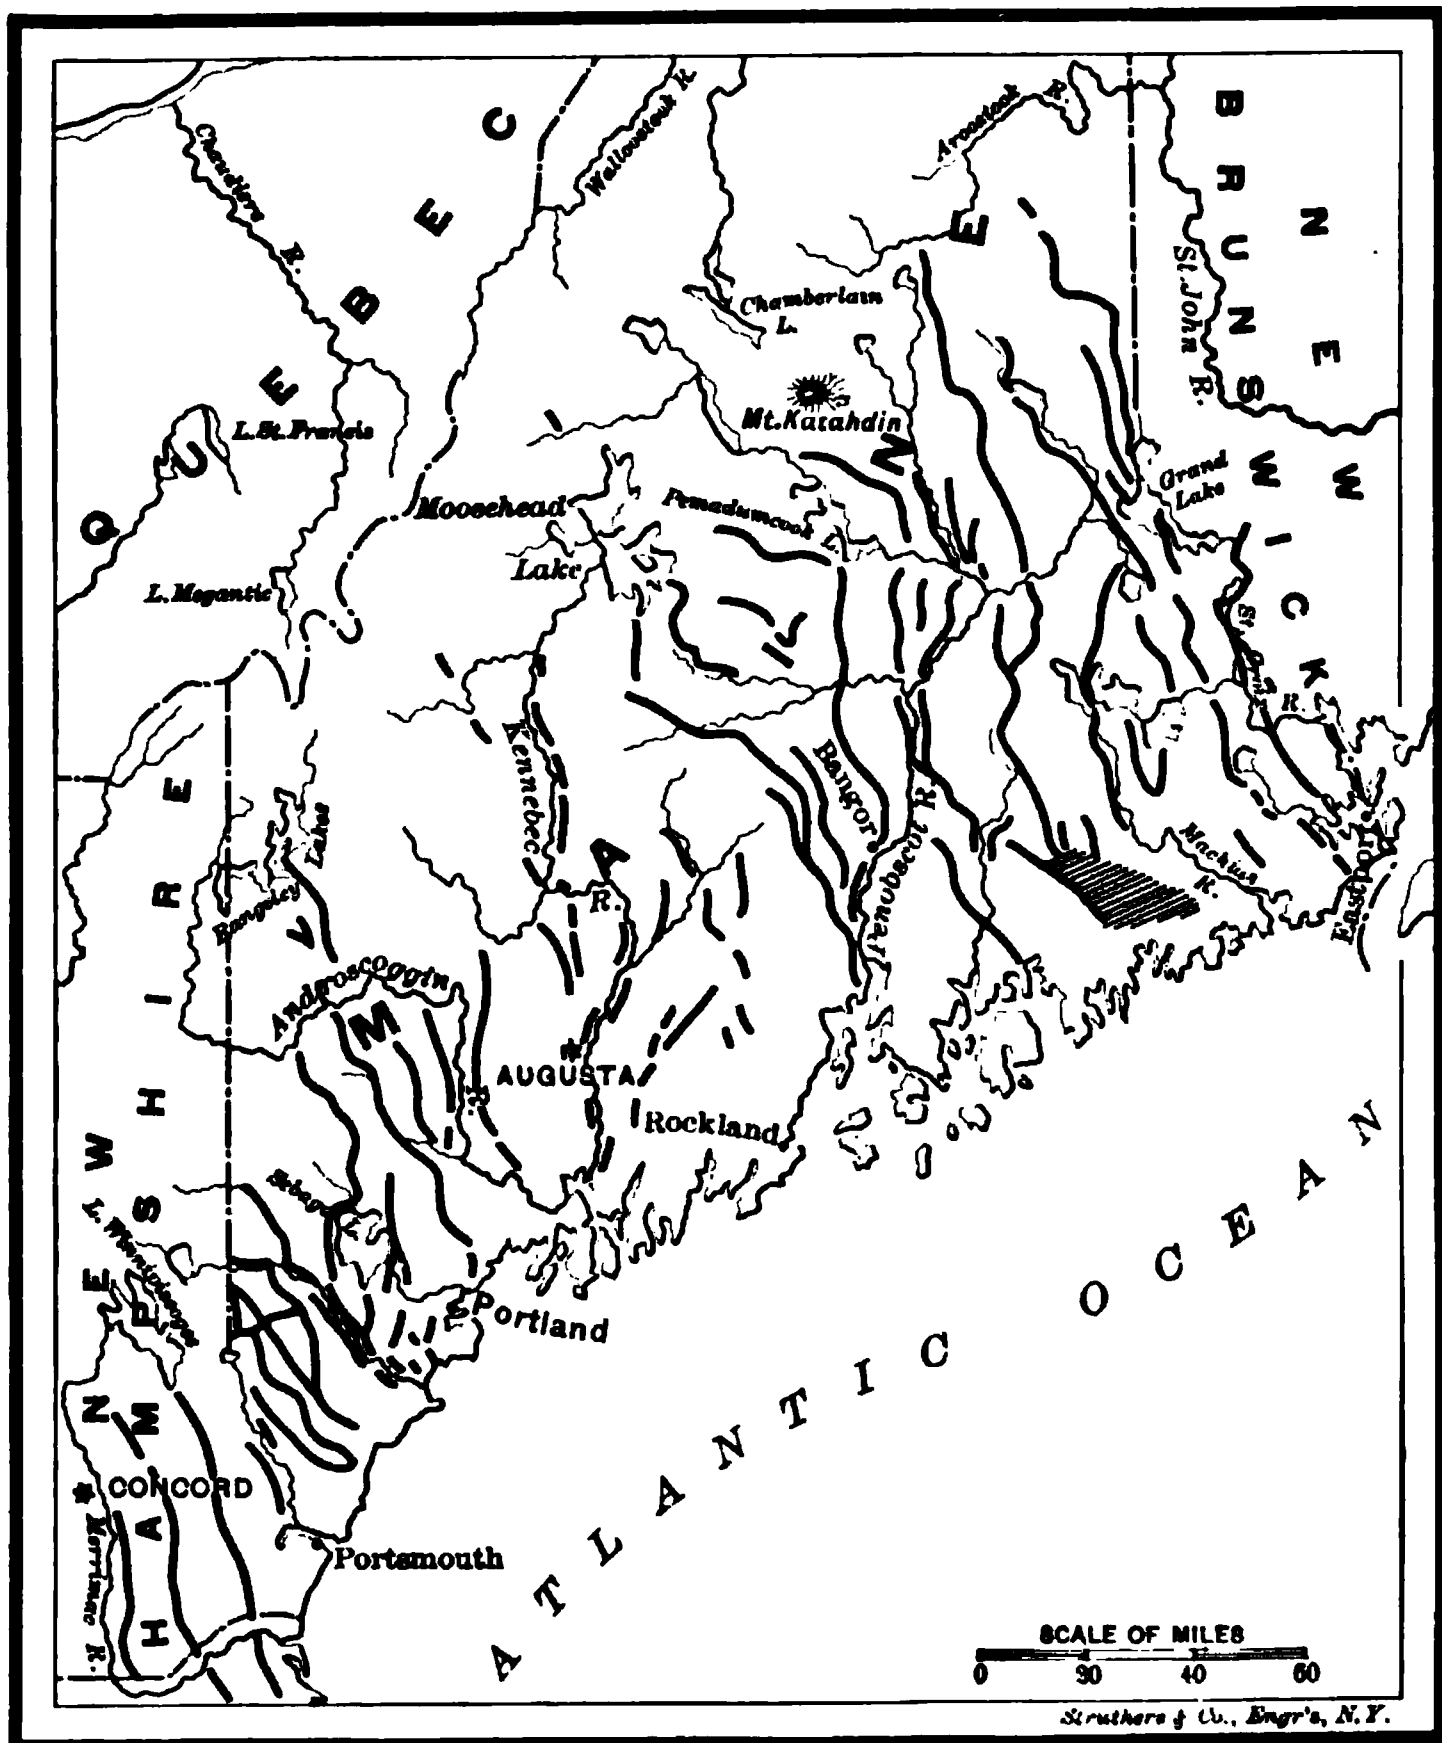 QUEBEC
NEW
BRUNSWICK
Chaudiere R.
Wallostook R.
Aroostook R.
St. John R.
Chamberlain
L.
L. St. Francis
Mt. Katahdin
Moosehead
Lake
Pemadumcook L.
Grand
Lake
L. Megantic
St. Croix R.
MAINE
Kennebec
R.
Bangor
Penobscot R.
Machias
R.
Eastport
Rangeley
Lakes
Androscoggin
R.
AUGUSTA
Rockland
NEW
HAMPSHIRE
Sebago L.
L. Winnipiseogee
Portland
CONCORD
Merrimac R.
Portsmouth
ATLANTIC OCEAN
SCALE OF MILES
0 20 40 60
Struthers & Co., Engr's, N.Y.